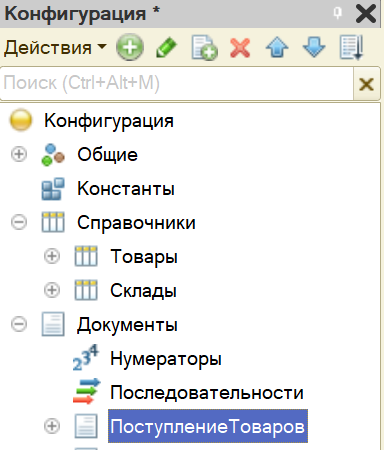 Конфигурация *
Действия
Поиск (Ctrl+Alt+M)
Конфигурация
Общие
Константы
Справочники
Товары
Склады
Документы
Нумераторы
Последовательности
ПоступлениеТоваров